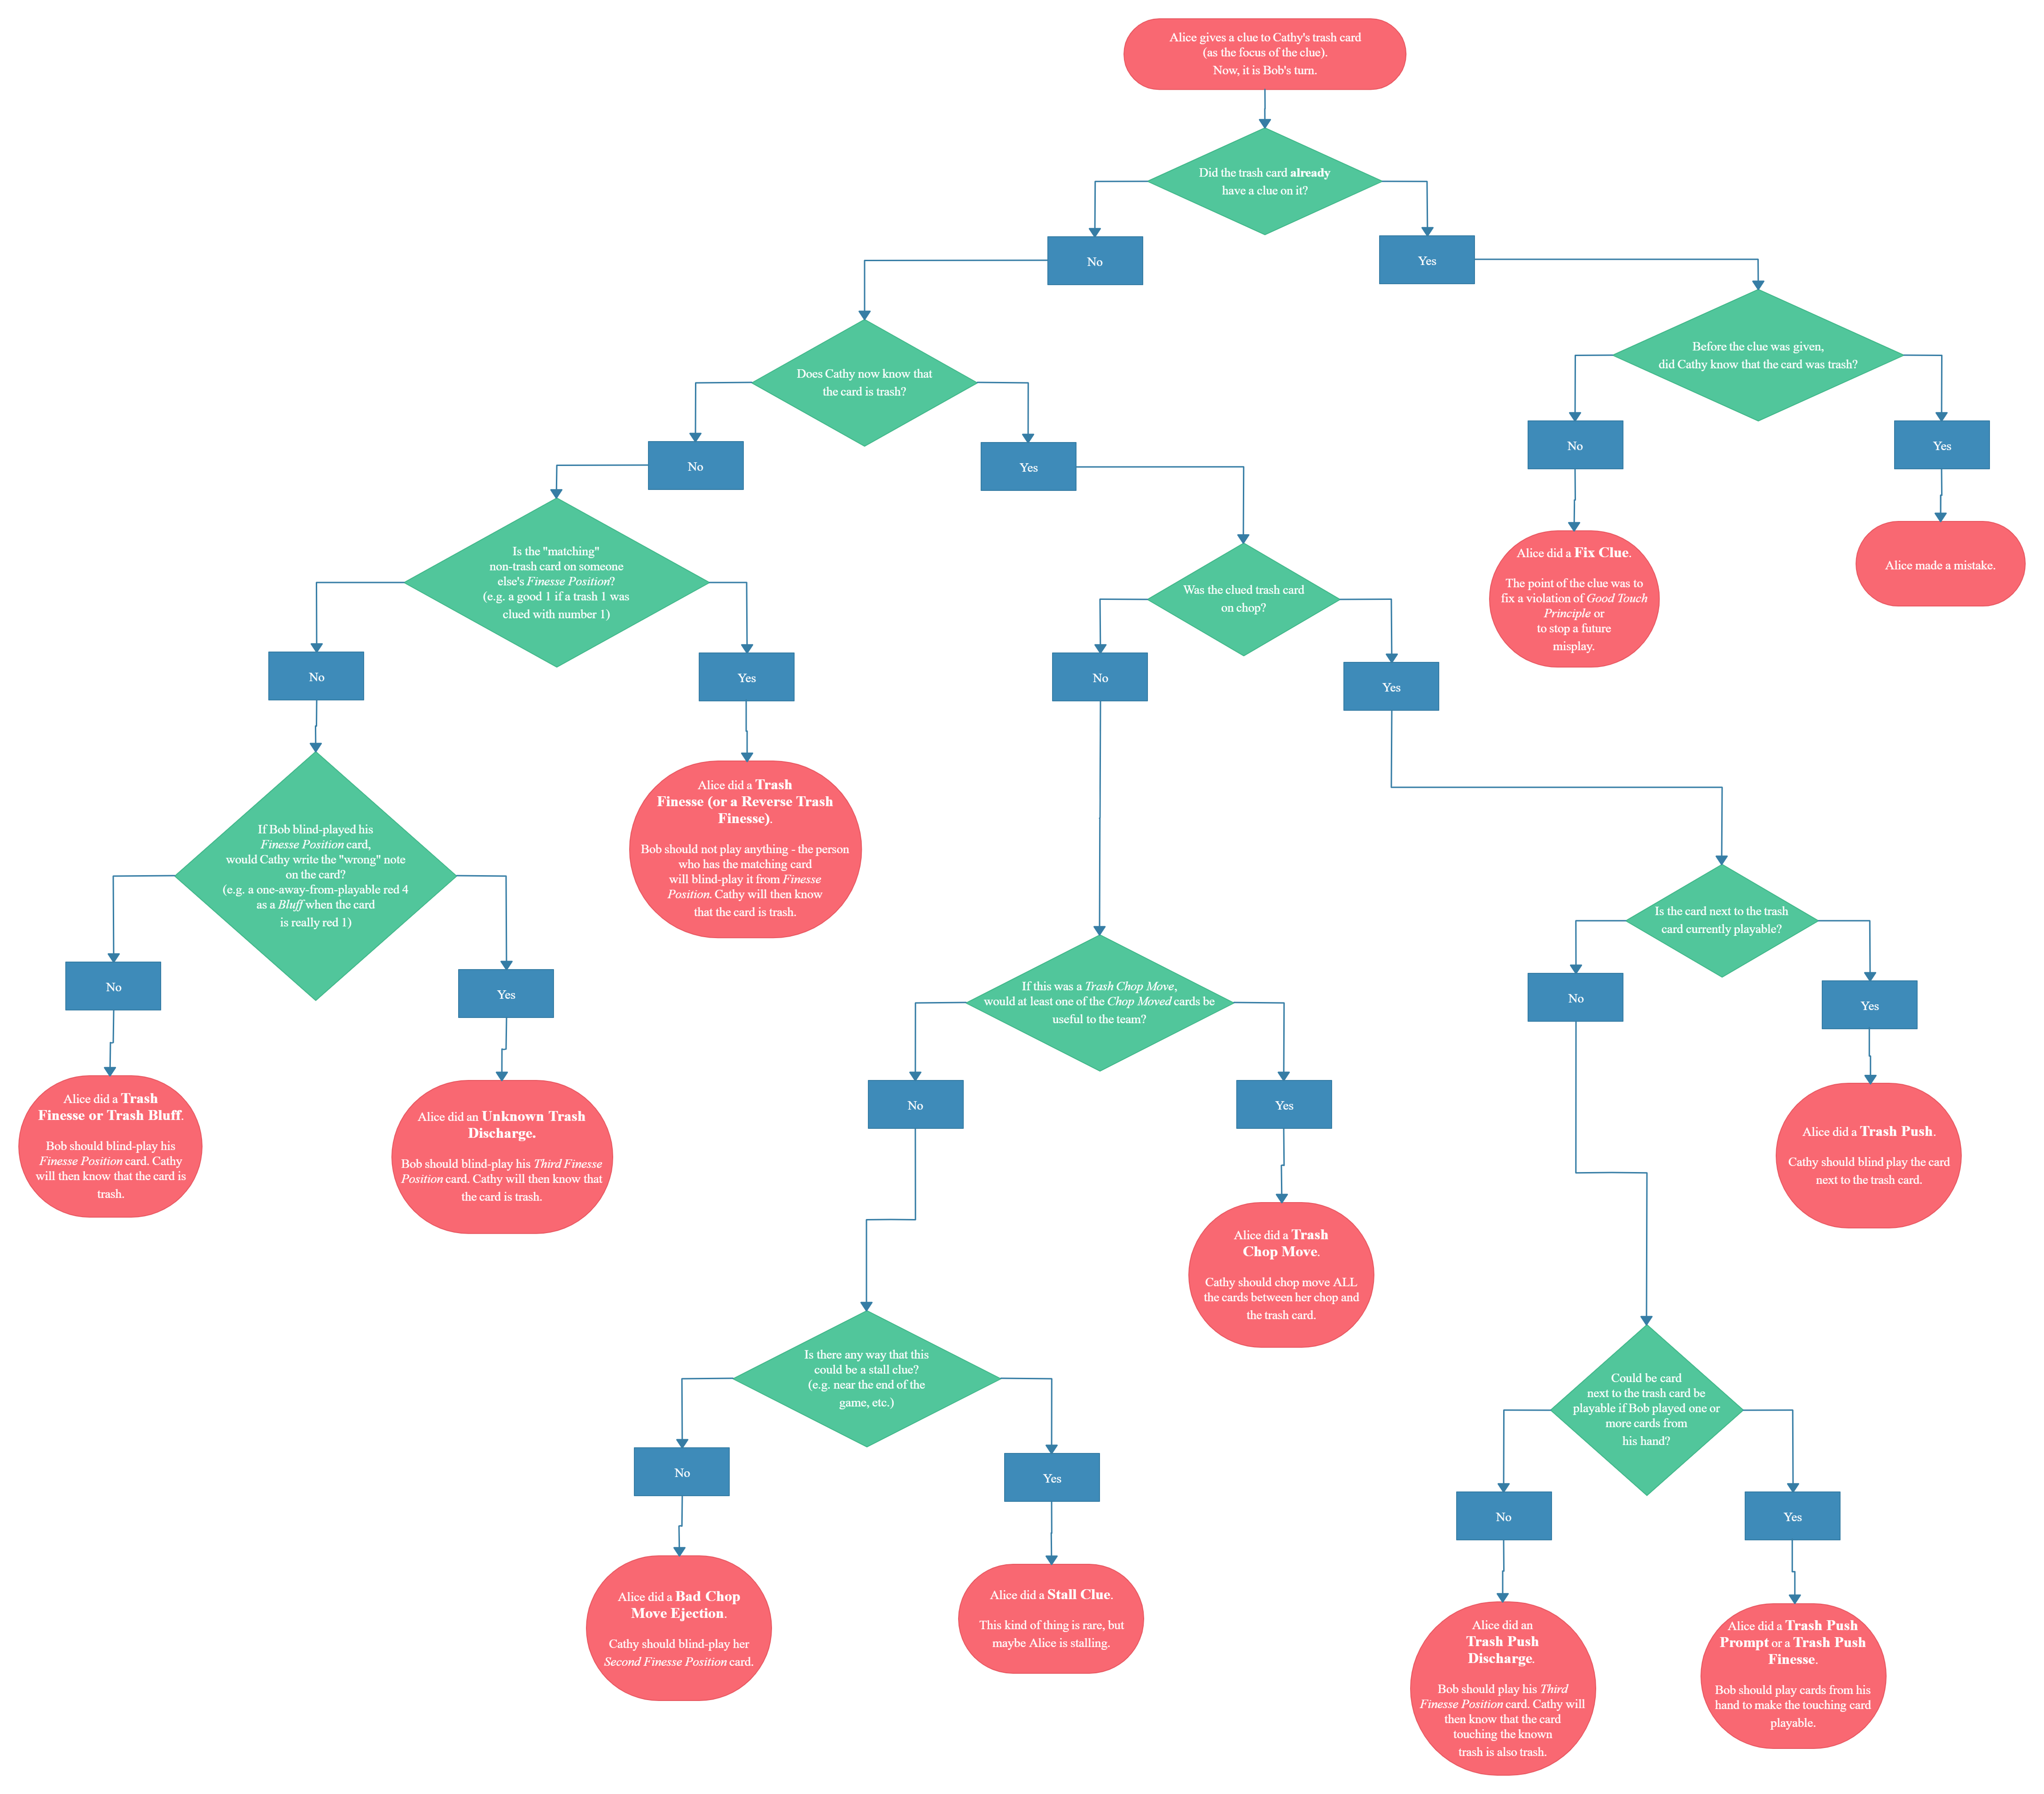 Alice gives a clue to Cathy's trash card
(as the focus of the clue).
Now, it is Bob's turn.
Did the trash card already
have a clue on it?
No
Yes
Before the clue was given,
did Cathy know that the card was trash?
No
Yes
Alice did a Fix Clue.
The point of the clue was to
fix a violation of Good Touch
Principle or
to stop a future
misplay.
Alice made a mistake.
Does Cathy now know that
the card is trash?
No
Yes
Is the "matching"
non-trash card on someone
else's Finesse Position?
(e.g. a good 1 if a trash 1 was
clued with number 1)
No
Yes
Alice did a Trash
Finesse (or a Reverse Trash
Finesse).
Bob should not play anything - the person
who has the matching card
will blind-play it from Finesse
Position. Cathy will then know
that the card is trash.
If Bob blind-played his
Finesse Position card,
would Cathy write the "wrong" note
on the card?
(e.g. a one-away-from-playable red 4
as a Bluff when the card
is really red 1)
No
Yes
Alice did a Trash
Finesse or Trash Bluff.
Bob should blind-play his
Finesse Position card. Cathy
will then know that the card is
trash.
Alice did an Unknown Trash
Discharge.
Bob should blind-play his Third Finesse
Position card. Cathy will then know that
the card is trash.
Was the clued trash card
on chop?
No
Yes
If this was a Trash Chop Move,
would at least one of the Chop Moved cards be
useful to the team?
No
Yes
Alice did a Trash
Chop Move.
Cathy should chop move ALL
the cards between her chop and
the trash card.
Is there any way that this
could be a stall clue?
(e.g. near the end of the
game, etc.)
No
Yes
Alice did a Bad Chop
Move Ejection.
Cathy should blind-play her
Second Finesse Position card.
Alice did a Stall Clue.
This kind of thing is rare, but
maybe Alice is stalling.
Is the card next to the trash
card currently playable?
No
Yes
Alice did a Trash Push.
Cathy should blind play the card
next to the trash card.
Could be card
next to the trash card be
playable if Bob played one or
more cards from
his hand?
No
Yes
Alice did an
Trash Push
Discharge.
Bob should play his Third
Finesse Position card. Cathy will
then know that the card
touching the known
trash is also trash.
Alice did a Trash Push
Prompt or a Trash Push
Finesse.
Bob should play cards from his
hand to make the touching card
playable.